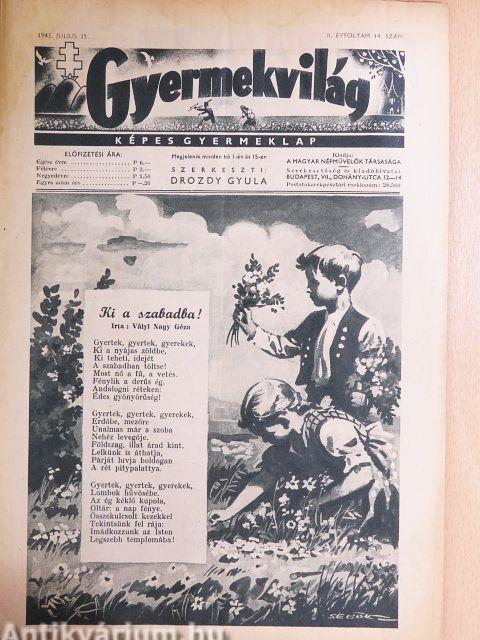 1943. JULIUS 15.
II. ÉVFOLYAM 14. SZÁM
Gyermekvilág
KÉPES GYERMEKLAP
ELŐFIZETÉSI ÁRA:
Egész évre P 6.—
Félévre P 3.—
Negyedévre P 1.50
Egyes szám ára P —.26
Megjelenik minden hó 1-én és 15-én
SZERKESZTI:
DROZDY GYULA
Kiadja:
A MAGYAR NÉPMŰVELŐK TÁRSASÁGA
Szerkesztőség és kiadóhivatal
BUDAPEST, VII., DOHÁNY-UTCA 12—14
Postatakarékpénztári csekkszám: 28.560
Ki a szabadba!
Irta: Vályi Nagy Géza
Gyertek, gyertek, gyerekek,
Ki a nyájas zöldbe,
Ki teheti, idejét
A szabadban töltse!
Most nő a fű, a vetés.
Fénylik a derűs ég.
Andalogni réteken:
Édes gyönyörűség!
Gyertek, gyertek, gyerekek,
Erdőbe, mezőre
Unalmas már a szoba
Nehéz levegője.
Földszag, illat árud kint,
Lelkünk is áthatja,
Párját hívja boldogan
A rét pitypalattya.
Gyertek, gyertek, gyerekek,
Lombok hűvösébe.
Az ég kéklő kupola,
Oltár: a nap fénye.
Összekulcsolt kezekkel
Tekintsünk fel rája:
Imádkozzunk az Isten
Legszebb templomába!
SEBŐK
Antikvárium.hu